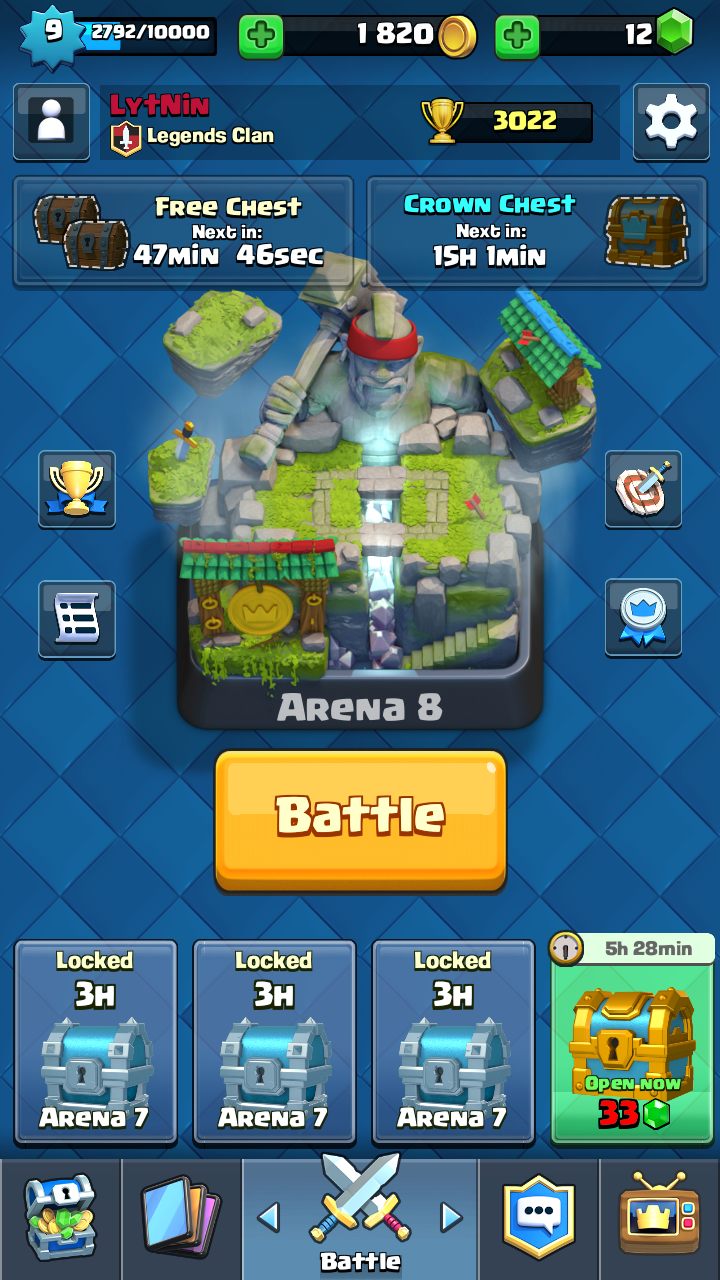 9
2792/10000
1 820
12
LytNin
Legends Clan
3022
Free Chest
Next in:
47min 46sec
Crown Chest
Next in:
15h 1min
Arena 8
Battle
Locked
3h
Arena 7
Locked
3h
Arena 7
Locked
3h
Arena 7
5h 28min
Open now
33
Battle